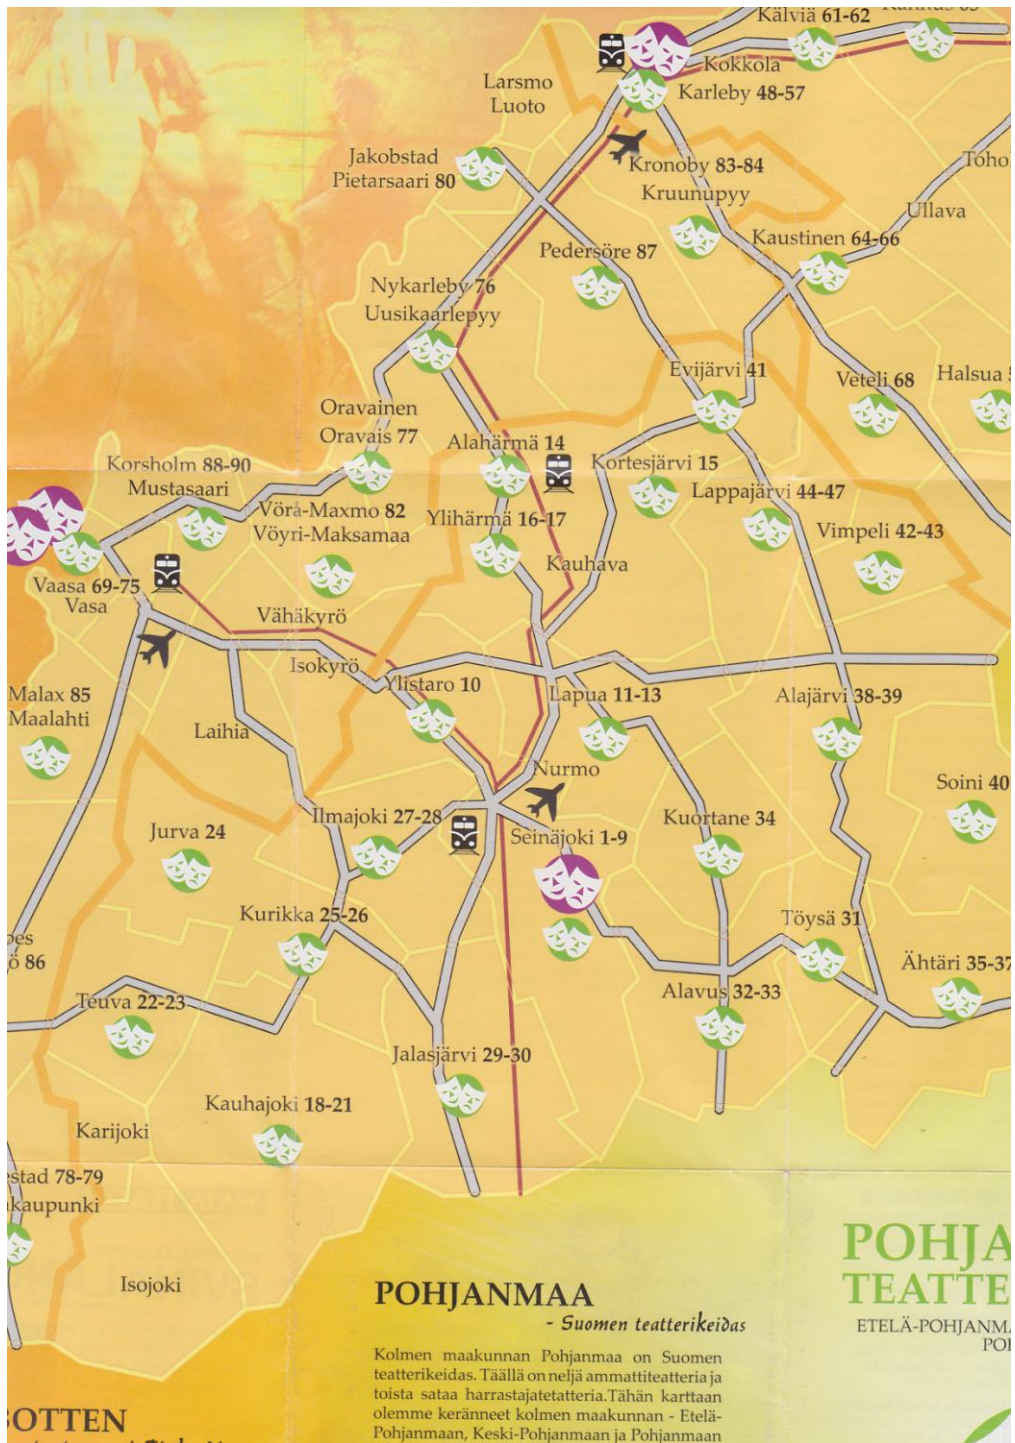 Kälviä 61-62
Kokkola
Karleby 48-57
Larsmo
Luoto
Jakobstad
Pietarsaari 80
Kronoby 83-84
Kruunupyy
Ullava
Kaustinen 64-66
Pedersöre 87
Nykarleby 76
Uusikaarlepyy
Evijärvi 41
Veteli 68
Halsua
Oravainen
Oravais 77
Alahärmä 14
Kortesjärvi 15
Korsholm 88-90
Mustasaari
Lappajärvi 44-47
Vörå-Maxmo 82
Vöyri-Maksamaa
Ylihärmä 16-17
Vimpeli 42-43
Kauhava
Vaasa 69-75
Vasa
Vähäkyrö
Isokyrö
Ylistaro 10
Lapua 11-13
Alajärvi 38-39
Malax 85
Maalahti
Laihia
Nurmo
Soini 40
Jurva 24
Ilmajoki 27-28
Seinäjoki 1-9
Kuortane 34
Kurikka 25-26
Töysä 31
86
Ähtäri 35-37
Teuva 22-23
Alavus 32-33
Jalasjärvi 29-30
Kauhajoki 18-21
Karijoki
estad 78-79
kaupunki
Isojoki
POHJANMAA
- Suomen teatterikeidas
Kolmen maakunnan Pohjanmaa on Suomen
teatterikeidas. Täällä on neljä ammattiteatteria ja
toista sataa harrastajatetatteria.Tähän karttaan
olemme keränneet kolmen maakunnan - Etelä-
Pohjanmaan, Keski-Pohjanmaan ja Pohjanmaan
POHJA
TEATTE
ETELÄ-POHJANMA
POH
BOTTEN